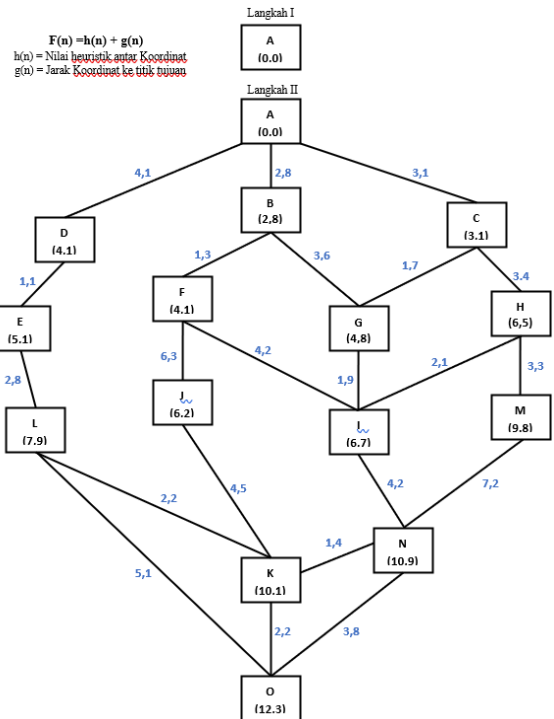 Langkah I
F(n) =h(n) + g(n)
h(n) = Nilai heuristik antar Koordinat
g(n) = Jarak Koordinat ke titik tujuan
A
(0.0)
Langkah II
A
(0.0)
4,1
2,8
3,1
B
(2,8)
C
(3.1)
D
(4.1)
1,3
3,6
1,7
1,1
3.4
F
(4.1)
E
(5.1)
G
(4,8)
H
(6,5)
6,3
4,2
2,1
3,3
2,8
1,9
J
(6.2)
L
(7.9)
I
(6.7)
M
(9.8)
2,2
4,5
4,2
7,2
1,4
N
(10.9)
K
(10.1)
5,1
2,2
3,8
O
(12.3)